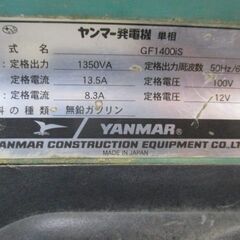 ヤンマー発電機 単相
式 名 GF1400iS
: 定格出力 1350VA 定格出力周波数 50Hz/6
: 定格電流 13.5A 定格電圧 100V
: 定格電流 8.3A 定格電圧 12V
料の種類 無鉛ガソリン
YANMAR
ANMAR CONSTRUCTION EQUIPMENT CO.,LT
MADE IN JAPAN